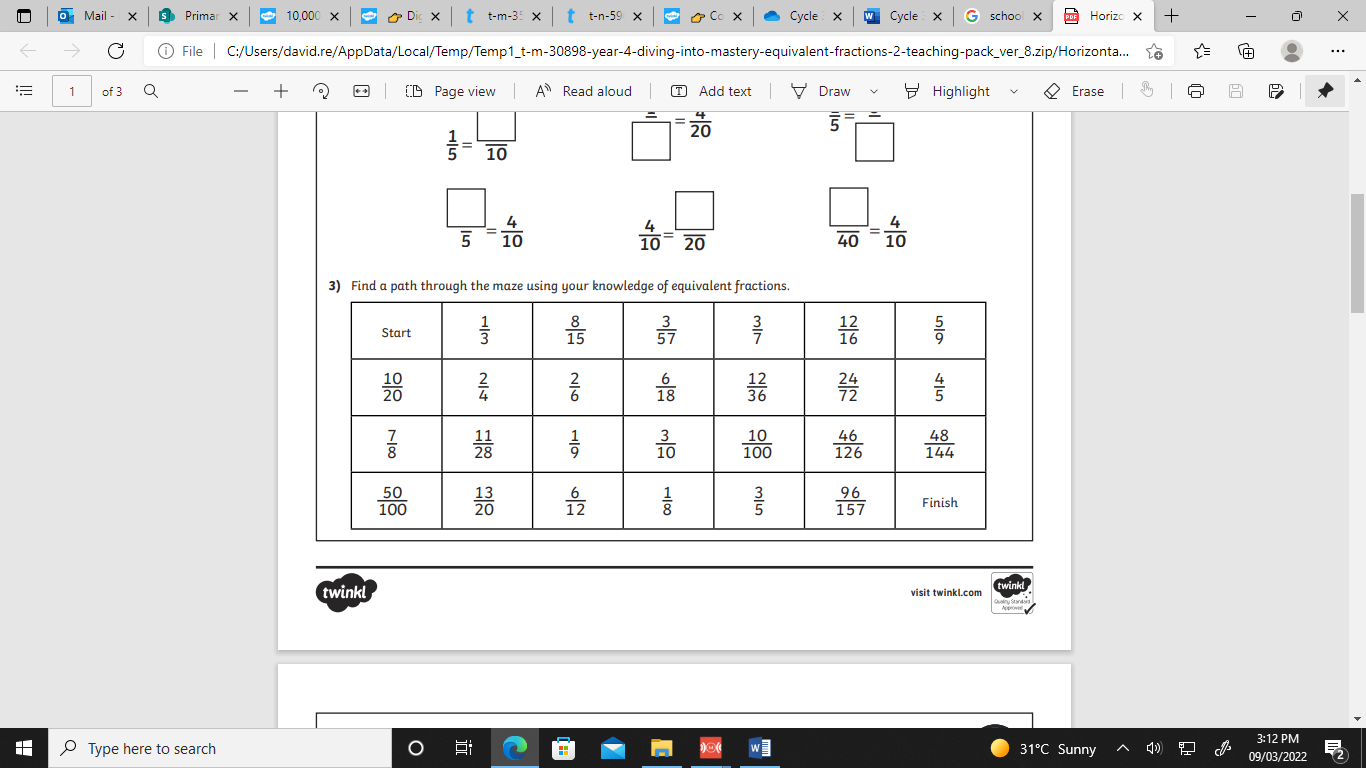 Mail -
Primar
10,000
👉 Dig
t-m-35
t-n-59
👉 Co
Cycle
Cycle
school
Horizo
File
C:/Users/david.re/AppData/Local/Temp/Temp1_t-m-30898-year-4-diving-into-mastery-equivalent-fractions-2-teaching-pack_ver_8.zip/Horizonta...
1 of 3
Page view
Read aloud
Add text
Draw
Highlight
Erase
1/5 = □/10
/□ = 4/20
/5 = /□
□/5 = 4/10
4/10 = □/20
□/40 = 4/10
3) Find a path through the maze using your knowledge of equivalent fractions.
Start 1/3 8/15 3/57 3/7 12/16 5/9
10/20 2/4 2/6 6/18 12/36 24/72 4/5
7/8 11/28 1/9 3/10 10/100 46/126 48/144
50/100 13/20 6/12 1/8 3/5 96/157 Finish
twinkl
visit twinkl.com
twinkl
Quality Standard
Approved
Type here to search
31°C Sunny
3:12 PM
09/03/2022
2